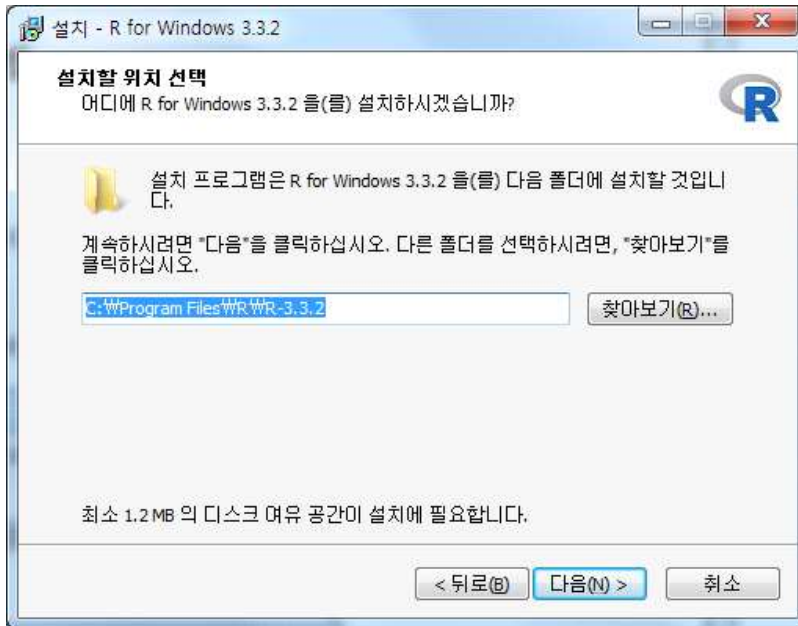 설치 - R for Windows 3.3.2
설치할 위치 선택
어디에 R for Windows 3.3.2 을(를) 설치하시겠습니까?
R
설치 프로그램은 R for Windows 3.3.2 을(를) 다음 폴더에 설치할 것입니
다.
계속하시려면 "다음"을 클릭하십시오. 다른 폴더를 선택하시려면, "찾아보기"를
클릭하십시오.
C:₩Program Files₩R₩R-3.3.2 찾아보기(R)...
최소 1.2 MB 의 디스크 여유 공간이 설치에 필요합니다.
< 뒤로(B) 다음(N) > 취소